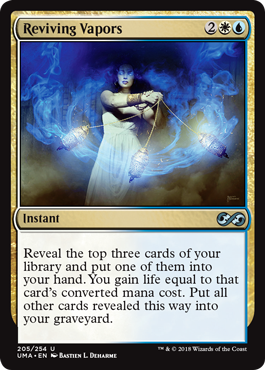 Reviving Vapors 2
Instant
Reveal the top three cards of your
library and put one of them into
your hand. You gain life equal to that
card's converted mana cost. Put all
other cards revealed this way into
your graveyard.
205/254 U
UMA • EN Bastien L. Deharme
™ & © 2018 Wizards of the Coast